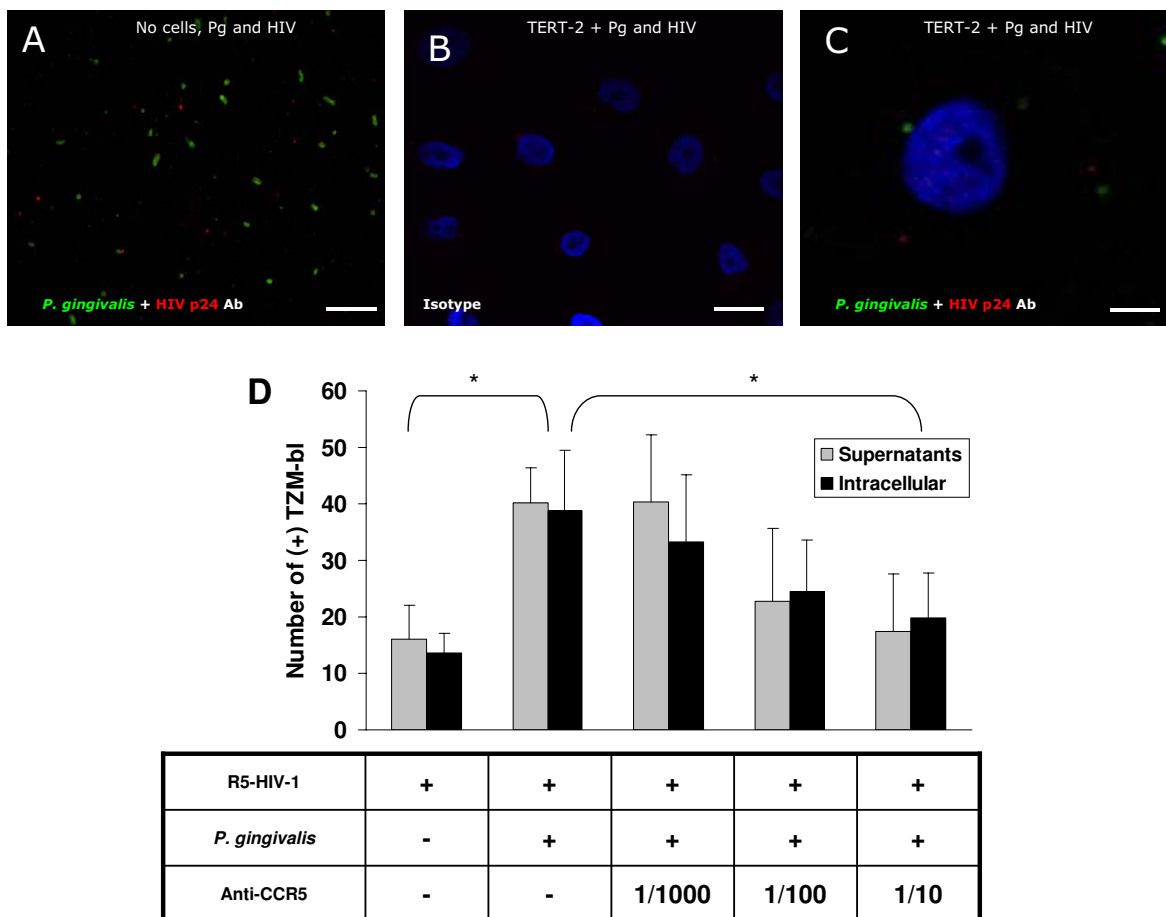 A
No cells, Pg and HIV
P. gingivalis + HIV p24 Ab
B
TERT-2 + Pg and HIV
Isotype
C
TERT-2 + Pg and HIV
P. gingivalis + HIV p24 Ab
D
Number of (+) TZM-bl
60
50
40
30
20
10
0
*
*
Supernatants
Intracellular
R5-HIV-1 + + + + +
P. gingivalis - + + + +
Anti-CCR5 - - 1/1000 1/100 1/10